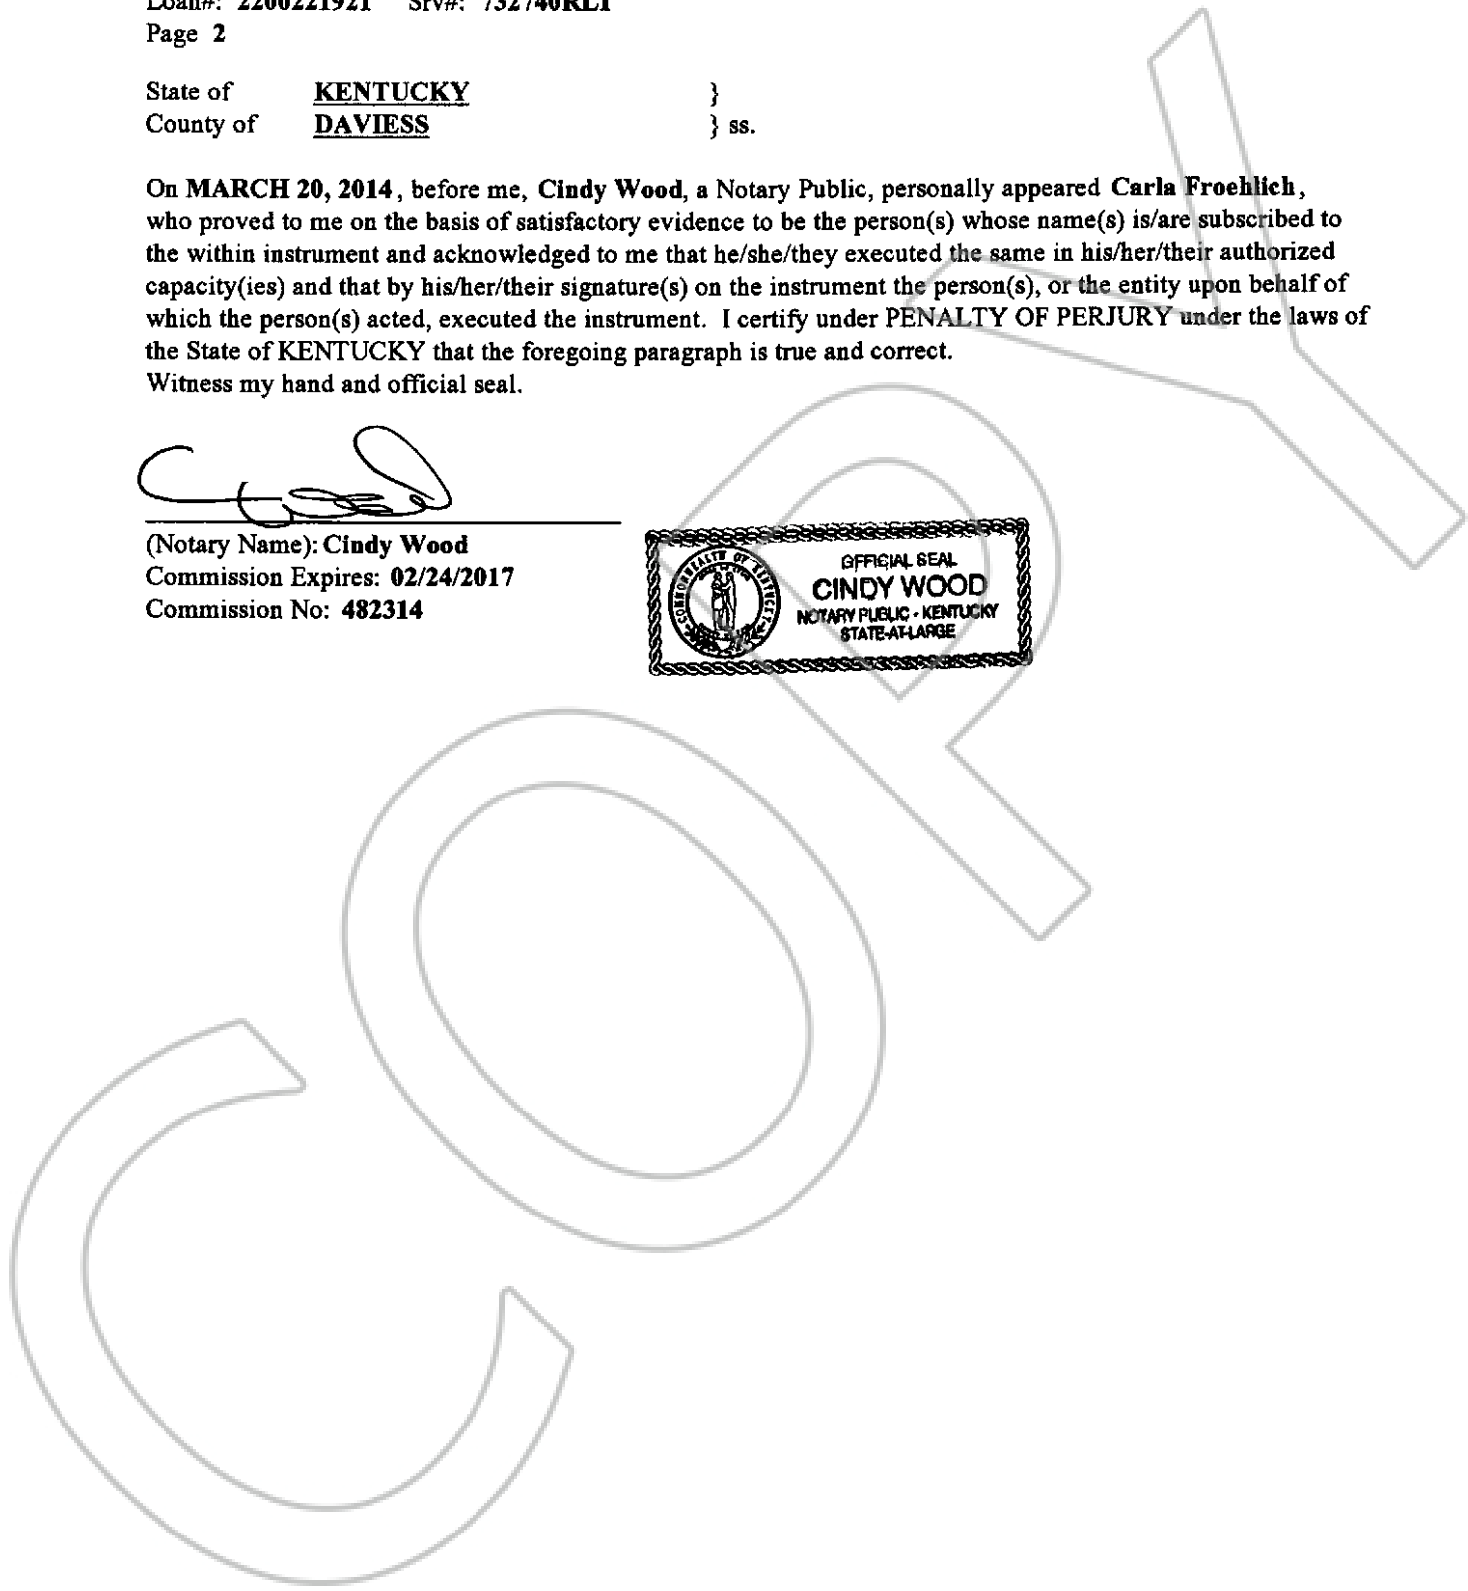 Loan#: 2200221921 Srv#: 732740RL1
Page 2
State of KENTUCKY }
County of DAVIESS } ss.
On MARCH 20, 2014, before me, Cindy Wood, a Notary Public, personally appeared Carla Froehlich,
who proved to me on the basis of satisfactory evidence to be the person(s) whose name(s) is/are subscribed to
the within instrument and acknowledged to me that he/she/they executed the same in his/her/their authorized
capacity(ies) and that by his/her/their signature(s) on the instrument the person(s), or the entity upon behalf of
which the person(s) acted, executed the instrument. I certify under PENALTY OF PERJURY under the laws of
the State of KENTUCKY that the foregoing paragraph is true and correct.
Witness my hand and official seal.
(Notary Name): Cindy Wood
Commission Expires: 02/24/2017
Commission No: 482314
COMMONWEALTH OF KENTUCKY
OFFICIAL SEAL
CINDY WOOD
NOTARY PUBLIC - KENTUCKY
STATE-AT-LARGE
COPY